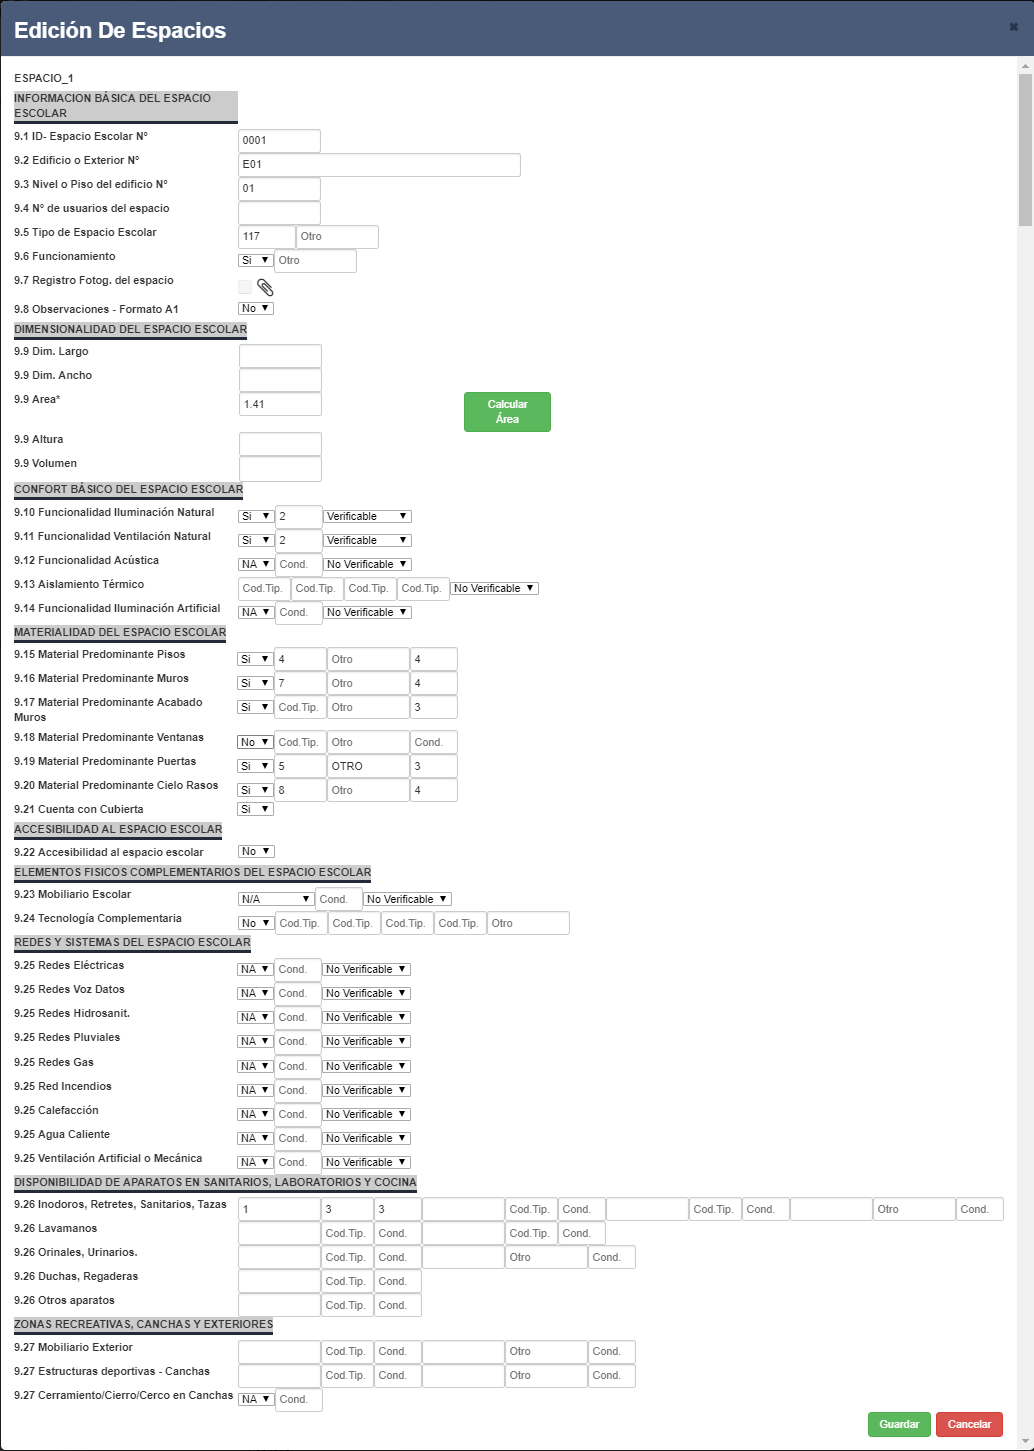 Edición De Espacios
ESPACIO_1
INFORMACION BÁSICA DEL ESPACIO
ESCOLAR
9.1 ID- Espacio Escolar N° 0001
9.2 Edificio o Exterior N° E01
9.3 Nivel o Piso del edificio N° 01
9.4 N° de usuarios del espacio
9.5 Tipo de Espacio Escolar 117 Otro
9.6 Funcionamiento Si Otro
9.7 Registro Fotog. del espacio
9.8 Observaciones - Formato A1 No
DIMENSIONALIDAD DEL ESPACIO ESCOLAR
9.9 Dim. Largo
9.9 Dim. Ancho
9.9 Area* 1.41 Calcular
Área
9.9 Altura
9.9 Volumen
CONFORT BÁSICO DEL ESPACIO ESCOLAR
9.10 Funcionalidad Iluminación Natural Si 2 Verificable
9.11 Funcionalidad Ventilación Natural Si 2 Verificable
9.12 Funcionalidad Acústica NA Cond. No Verificable
9.13 Aislamiento Térmico Cod.Tip. Cod.Tip. Cod.Tip. Cod.Tip. No Verificable
9.14 Funcionalidad Iluminación Artificial NA Cond. No Verificable
MATERIALIDAD DEL ESPACIO ESCOLAR
9.15 Material Predominante Pisos Si 4 Otro 4
9.16 Material Predominante Muros Si 7 Otro 4
9.17 Material Predominante Acabado Si Cod.Tip. Otro 3
Muros
9.18 Material Predominante Ventanas No Cod.Tip. Otro Cond.
9.19 Material Predominante Puertas Si 5 OTRO 3
9.20 Material Predominante Cielo Rasos Si 8 Otro 4
9.21 Cuenta con Cubierta Si
ACCESIBILIDAD AL ESPACIO ESCOLAR
9.22 Accesibilidad al espacio escolar No
ELEMENTOS FISICOS COMPLEMENTARIOS DEL ESPACIO ESCOLAR
9.23 Mobiliario Escolar N/A Cond. No Verificable
9.24 Tecnología Complementaria No Cod.Tip. Cod.Tip. Cod.Tip. Cod.Tip. Otro
REDES Y SISTEMAS DEL ESPACIO ESCOLAR
9.25 Redes Eléctricas NA Cond. No Verificable
9.25 Redes Voz Datos NA Cond. No Verificable
9.25 Redes Hidrosanit. NA Cond. No Verificable
9.25 Redes Pluviales NA Cond. No Verificable
9.25 Redes Gas NA Cond. No Verificable
9.25 Red Incendios NA Cond. No Verificable
9.25 Calefacción NA Cond. No Verificable
9.25 Agua Caliente NA Cond. No Verificable
9.25 Ventilación Artificial o Mecánica NA Cond. No Verificable
DISPONIBILIDAD DE APARATOS EN SANITARIOS, LABORATORIOS Y COCINA
9.26 Inodoros, Retretes, Sanitarios, Tazas 1 3 3 Cod.Tip. Cond. Cod.Tip. Cond. Otro Cond.
9.26 Lavamanos Cod.Tip. Cond. Cod.Tip. Cond.
9.26 Orinales, Urinarios. Cod.Tip. Cond. Otro Cond.
9.26 Duchas, Regaderas Cod.Tip. Cond.
9.26 Otros aparatos Cod.Tip. Cond.
ZONAS RECREATIVAS, CANCHAS Y EXTERIORES
9.27 Mobiliario Exterior Cod.Tip. Cond. Otro Cond.
9.27 Estructuras deportivas - Canchas Cod.Tip. Cond. Otro Cond.
9.27 Cerramiento/Cierro/Cerco en Canchas NA Cond.
Guardar Cancelar